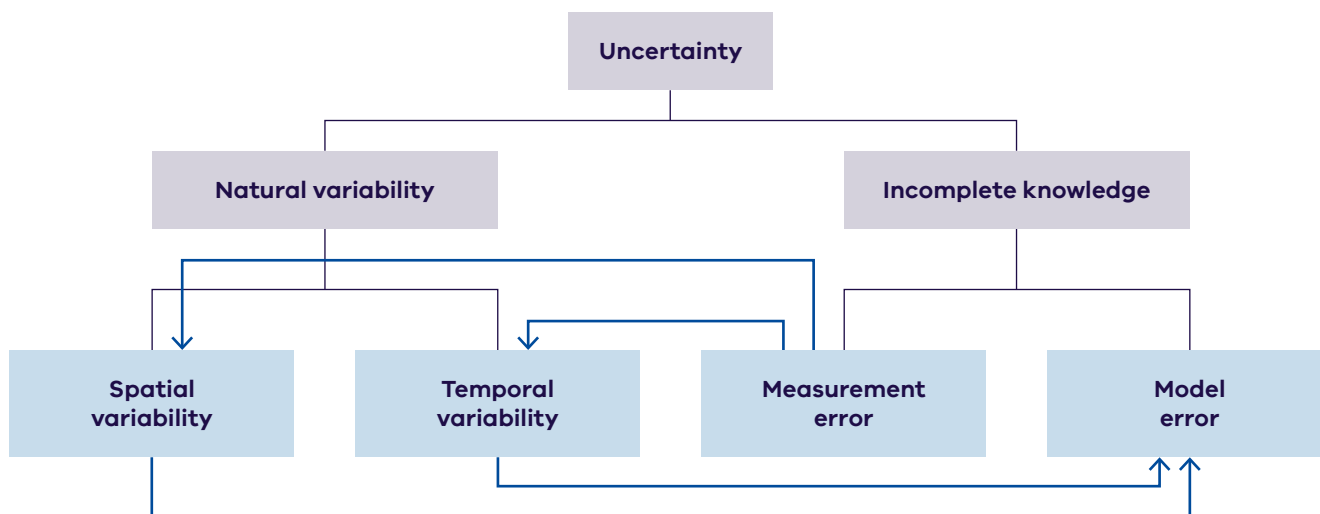 Uncertainty
Natural variability
Incomplete knowledge
Spatial
variability
Temporal
variability
Measurement
error
Model
error